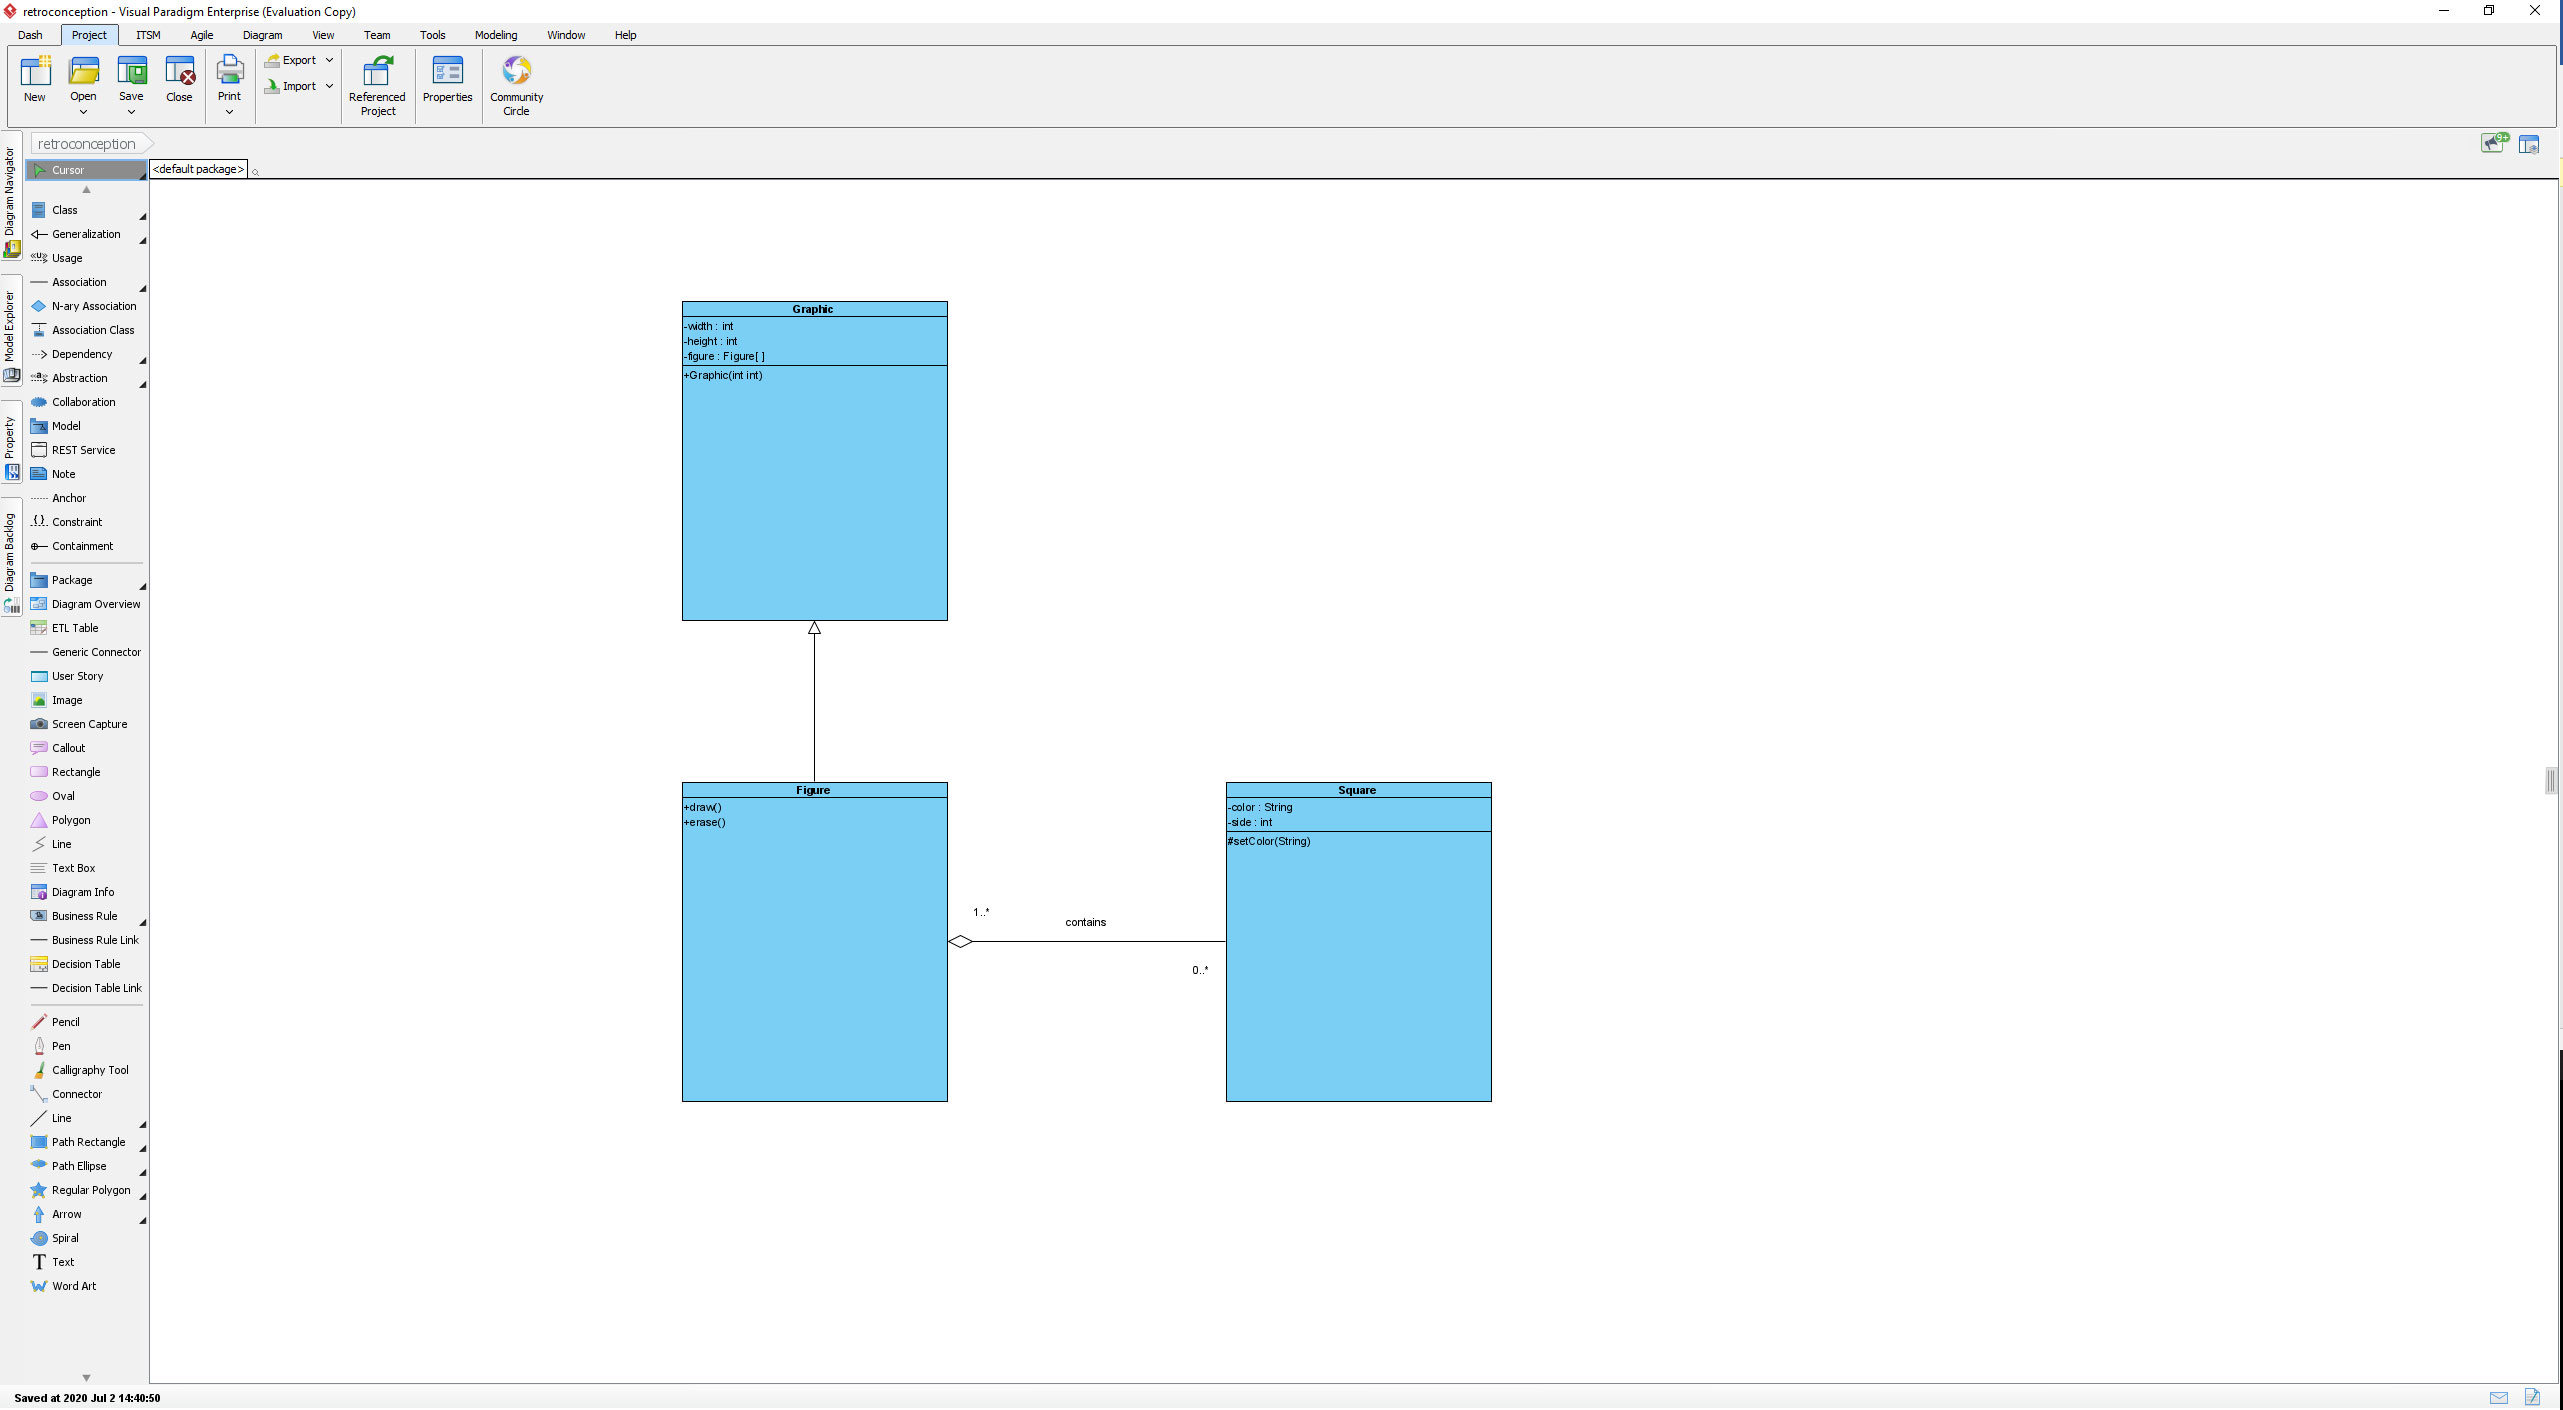 retroconception - Visual Paradigm Enterprise (Evaluation Copy)
Dash Project ITSM Agile Diagram View Team Tools Modeling Window Help
New Open Save Close Print Export Import Referenced Project Properties Community Circle
retroconception
9+
Diagram Navigator
Model Explorer
Property
Diagram Backlog
Cursor
<default package>
Class
Generalization
Usage
Association
N-ary Association
Association Class
Dependency
Abstraction
Collaboration
Model
REST Service
Note
Anchor
Constraint
Containment
Package
Diagram Overview
ETL Table
Generic Connector
User Story
Image
Screen Capture
Callout
Rectangle
Oval
Polygon
Line
Text Box
Diagram Info
Business Rule
Business Rule Link
Decision Table
Decision Table Link
Pencil
Pen
Calligraphy Tool
Connector
Line
Path Rectangle
Path Ellipse
Regular Polygon
Arrow
Spiral
Text
Word Art
Graphic
-width : int
-height : int
-figure : Figure[ ]
+Graphic(int int)
Figure
+draw()
+erase()
1..*
contains
0..*
Square
-color : String
-side : int
#setColor(String)
Saved at 2020 Jul 2 14:40:50